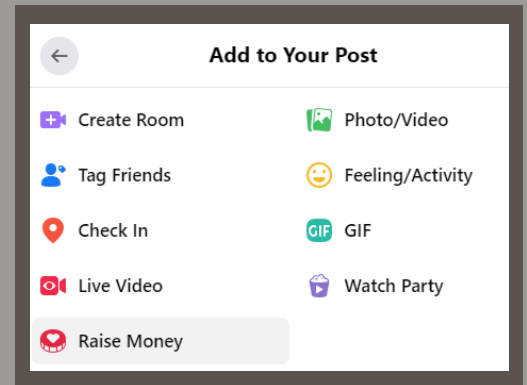 Add to Your Post
Create Room
Photo/Video
Tag Friends
Feeling/Activity
Check In
GIF GIF
Live Video
Watch Party
Raise Money